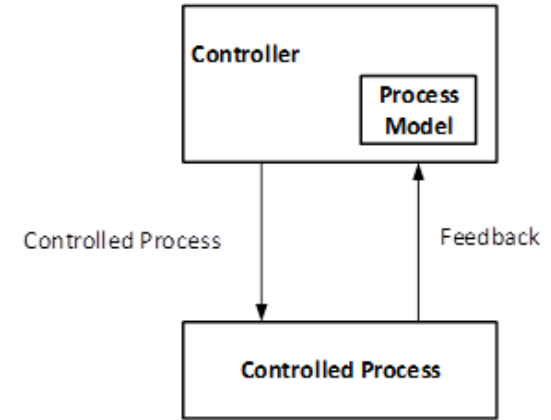 Controller
Process
Model
Controlled Process
Feedback
Controlled Process